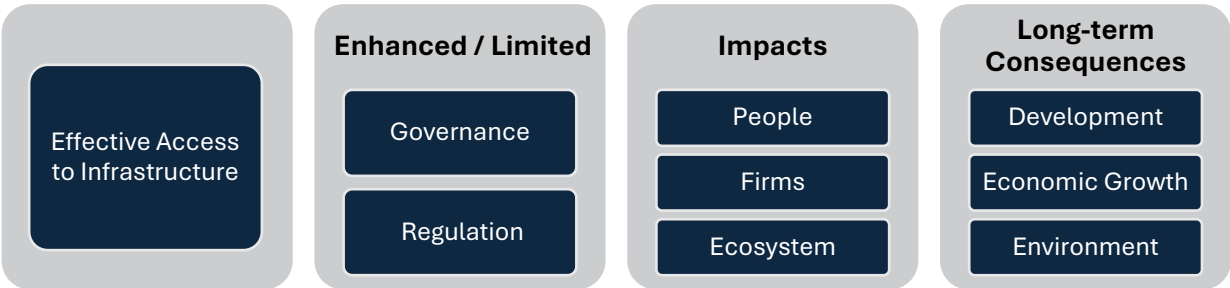 Effective Access
to Infrastructure
Enhanced / Limited
Governance
Regulation
Impacts
People
Firms
Ecosystem
Long-term
Consequences
Development
Economic Growth
Environment